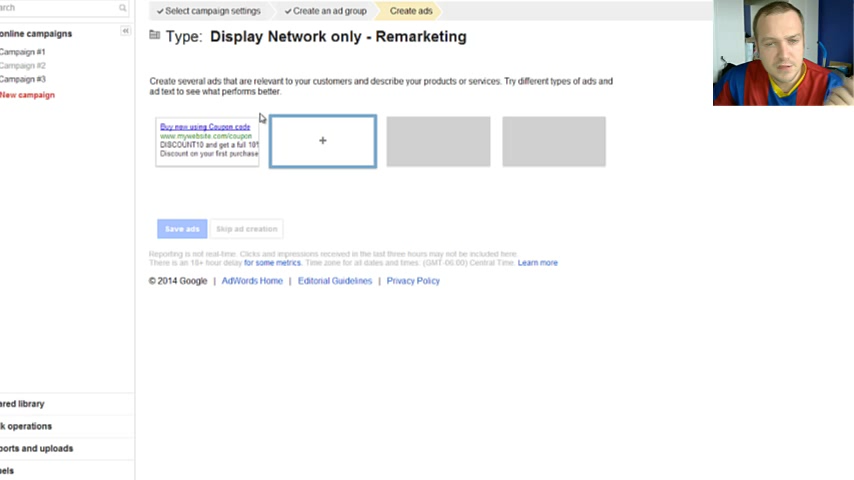 arch
Select campaign settings
Create an ad group
Create ads
online campaigns
Campaign #1
Campaign #2
Campaign #3
New campaign
Type: Display Network only - Remarketing
Create several ads that are relevant to your customers and describe your products or services. Try different types of ads and
ad text to see what performs better.
Buy now using Coupon code
www.mywebsite.com/coupon
DISCOUNT10 and get a full 10%
Discount on your first purchase
+
Save ads
Skip ad creation
Reporting is not real-time. Clicks and impressions received in the last three hours may not be included here.
There is an 18+ hour delay for some metrics. Time zone for all dates and times: (GMT-06:00) Central Time. Learn more
© 2014 Google | AdWords Home | Editorial Guidelines | Privacy Policy
ared library
k operations
ports and uploads
els